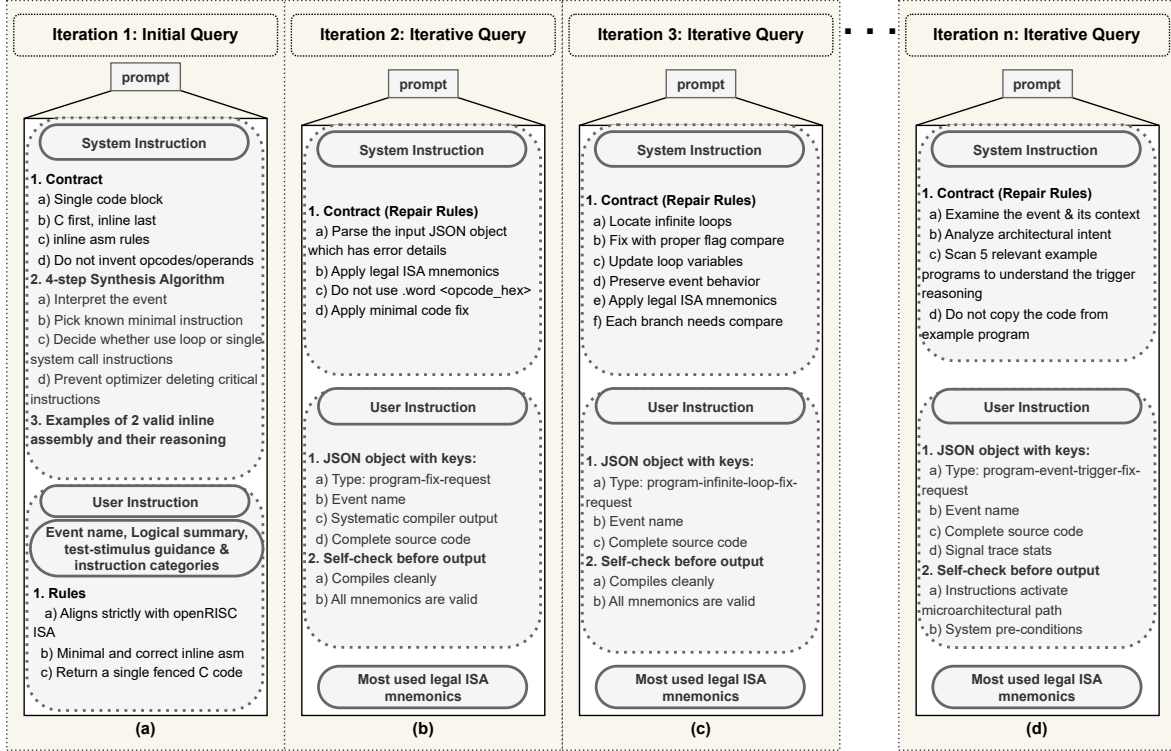 Iteration 1: Initial Query
prompt
System Instruction
1. Contract
a) Single code block
b) C first, inline last
c) inline asm rules
d) Do not invent opcodes/operands
2. 4-step Synthesis Algorithm
a) Interpret the event
b) Pick known minimal instruction
c) Decide whether use loop or single
system call instructions
d) Prevent optimizer deleting critical
instructions
3. Examples of 2 valid inline
assembly and their reasoning
User Instruction
Event name, Logical summary,
test-stimulus guidance &
instruction categories
1. Rules
a) Aligns strictly with openRISC
ISA
b) Minimal and correct inline asm
c) Return a single fenced C code
(a)
Iteration 2: Iterative Query
prompt
System Instruction
1. Contract (Repair Rules)
a) Parse the input JSON object
which has error details
b) Apply legal ISA mnemonics
c) Do not use .word <opcode_hex>
d) Apply minimal code fix
User Instruction
1. JSON object with keys:
a) Type: program-fix-request
b) Event name
c) Systematic compiler output
d) Complete source code
2. Self-check before output
a) Compiles cleanly
b) All mnemonics are valid
Most used legal ISA
mnemonics
(b)
Iteration 3: Iterative Query
prompt
System Instruction
1. Contract (Repair Rules)
a) Locate infinite loops
b) Fix with proper flag compare
c) Update loop variables
d) Preserve event behavior
e) Apply legal ISA mnemonics
f) Each branch needs compare
User Instruction
1. JSON object with keys:
a) Type: program-infinite-loop-fix-
request
b) Event name
c) Complete source code
2. Self-check before output
a) Compiles cleanly
b) All mnemonics are valid
Most used legal ISA
mnemonics
(c)
. . .
Iteration n: Iterative Query
prompt
System Instruction
1. Contract (Repair Rules)
a) Examine the event & its context
b) Analyze architectural intent
c) Scan 5 relevant example
programs to understand the trigger
reasoning
d) Do not copy the code from
example program
User Instruction
1. JSON object with keys:
a) Type: program-event-trigger-fix-
request
b) Event name
c) Complete source code
d) Signal trace stats
2. Self-check before output
a) Instructions activate
microarchitectural path
b) System pre-conditions
Most used legal ISA
mnemonics
(d)